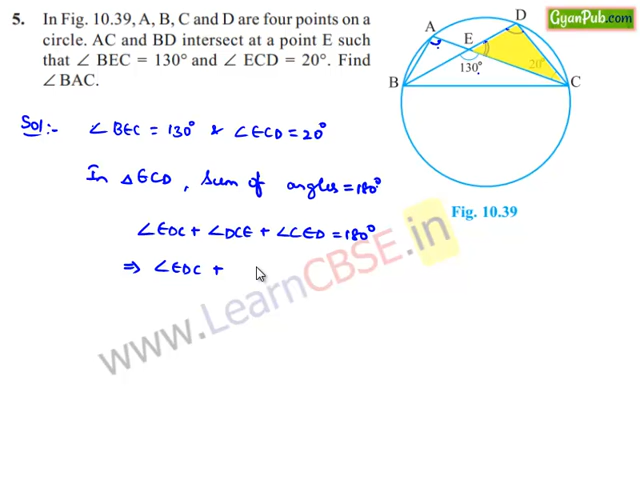 5. In Fig. 10.39, A, B, C and D are four points on a
circle. AC and BD intersect at a point E such
that ∠ BEC = 130° and ∠ ECD = 20°. Find
∠ BAC.
GyanPub.com
A
D
E
130°
20°
B
C
Fig. 10.39
Sol:- ∠BEC = 130° & ∠ECD = 20°
In △ECD, Sum of angles = 180°
∠EDC + ∠DCE + ∠CED = 180°
⇒ ∠EDC +
www.LearnCBSE.in